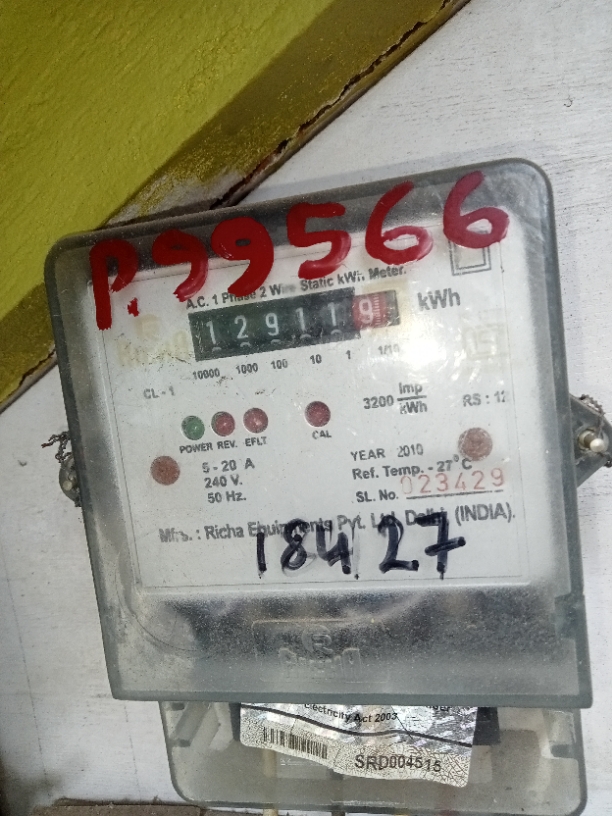 P.99566
A.C. 1 Phase 2 Wire Static kWh Meter.
129119 kWh
10000 1000 100 10 1 1/10
CL - 1
3200 Imp/kWh
RS : 12
POWER REV. EFLT CAL
5 - 20 A
240 V.
50 Hz.
YEAR 2010
Ref. Temp. - 27°C
SL. No. 023429
Mfrs. : Richa Equipments Pvt. Ltd. Delhi (INDIA).
18427
Electricity Act 2003
SRD004515